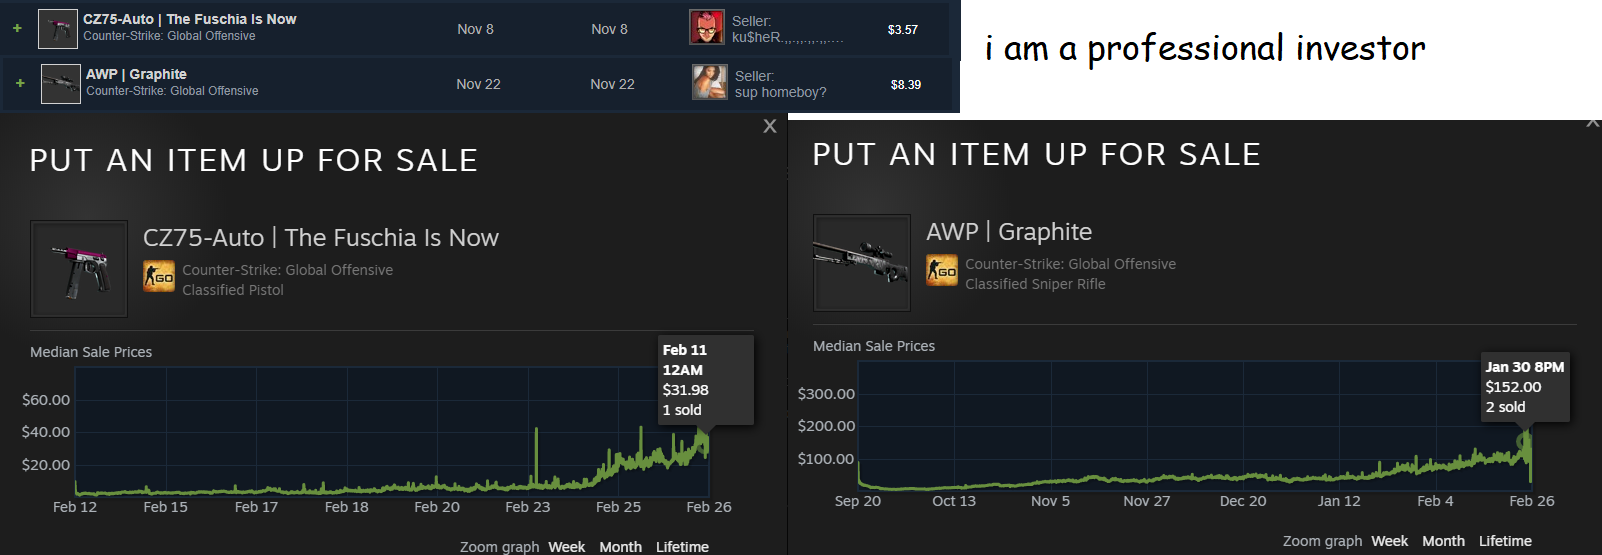 + CZ75-Auto | The Fuschia Is Now Nov 8 Nov 8 Seller: $3.57
Counter-Strike: Global Offensive ku$heR.,,.,,.,,.,,....
+ AWP | Graphite Nov 22 Nov 22 Seller: $8.39
Counter-Strike: Global Offensive sup homeboy?
i am a professional investor
X
PUT AN ITEM UP FOR SALE
CZ75-Auto | The Fuschia Is Now
GO
Counter-Strike: Global Offensive
Classified Pistol
Median Sale Prices
Feb 11
12AM
$31.98
1 sold
$60.00
$40.00
$20.00
Feb 12 Feb 15 Feb 17 Feb 18 Feb 20 Feb 23 Feb 25 Feb 26
Zoom graph Week Month Lifetime
X
PUT AN ITEM UP FOR SALE
AWP | Graphite
GO
Counter-Strike: Global Offensive
Classified Sniper Rifle
Median Sale Prices
Jan 30 8PM
$152.00
2 sold
$300.00
$200.00
$100.00
Sep 20 Oct 13 Nov 5 Nov 27 Dec 20 Jan 12 Feb 4 Feb 26
Zoom graph Week Month Lifetime